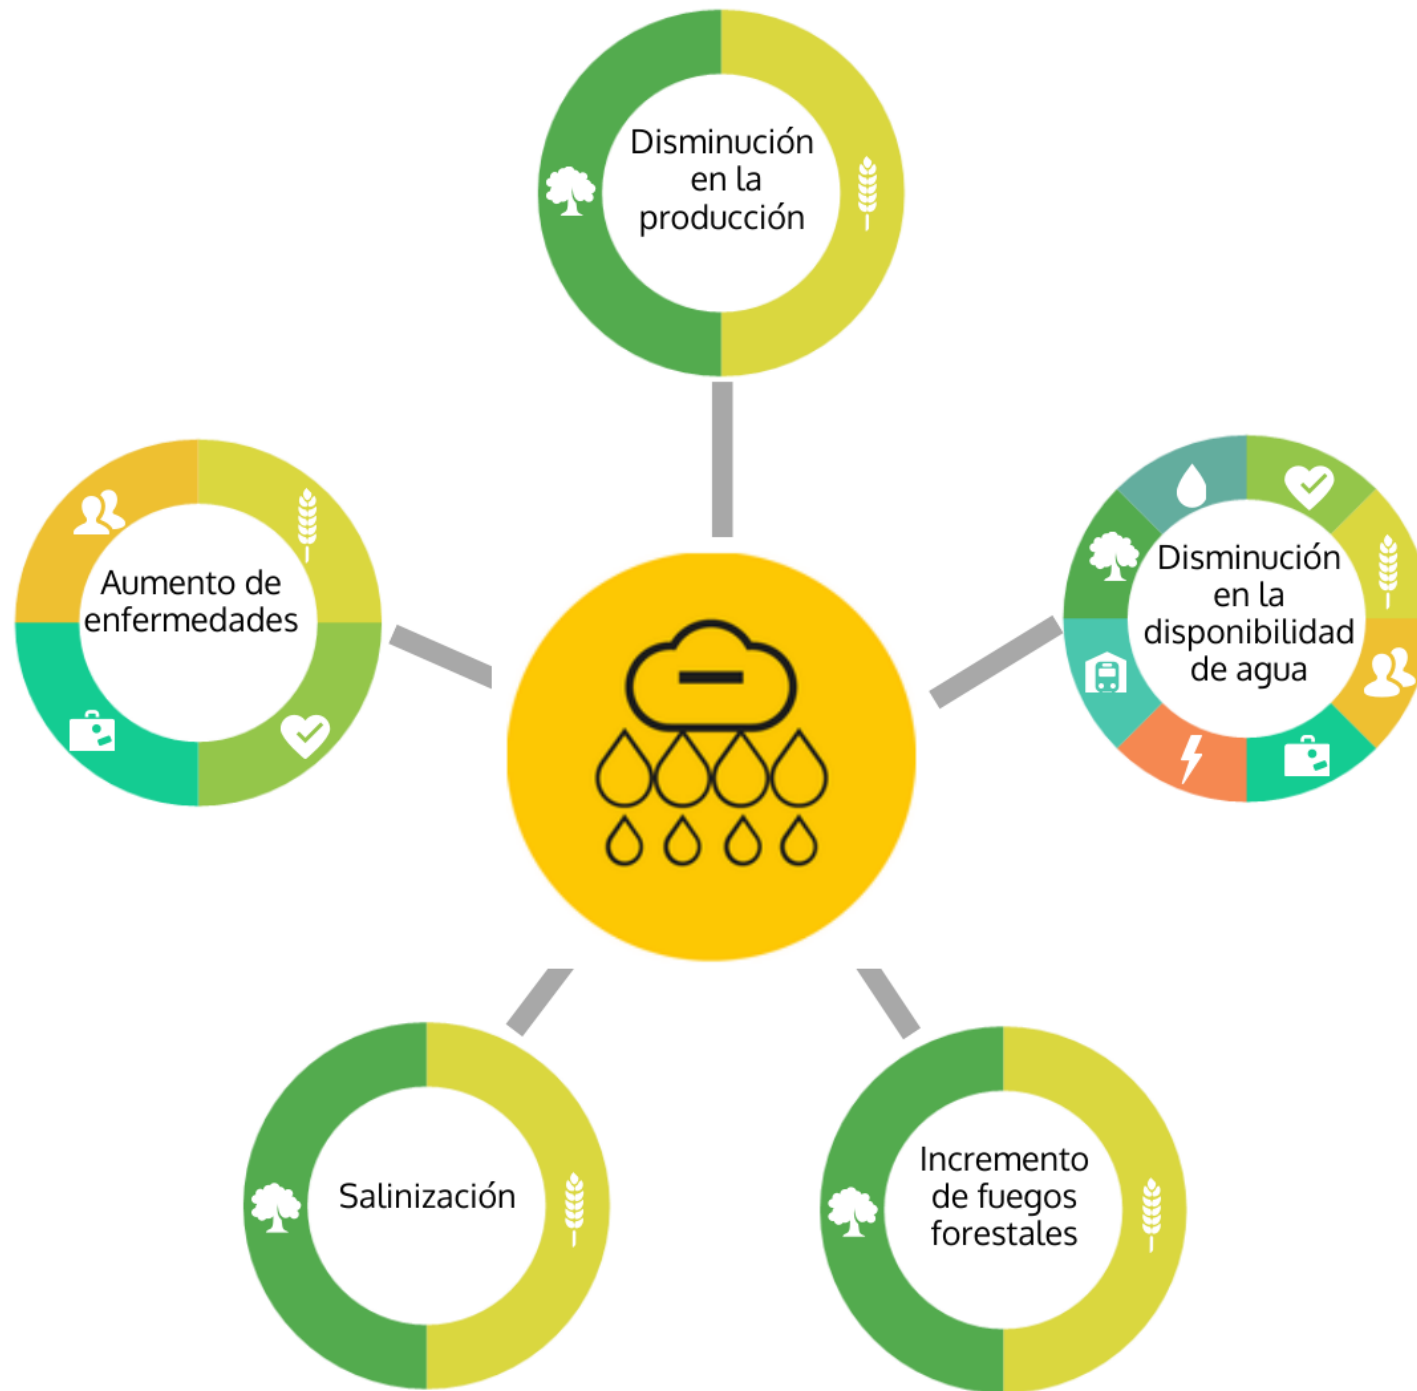 Disminución
en la
producción
Aumento de
enfermedades
Disminución
en la
disponibilidad
de agua
Salinización
Incremento
de fuegos
forestales